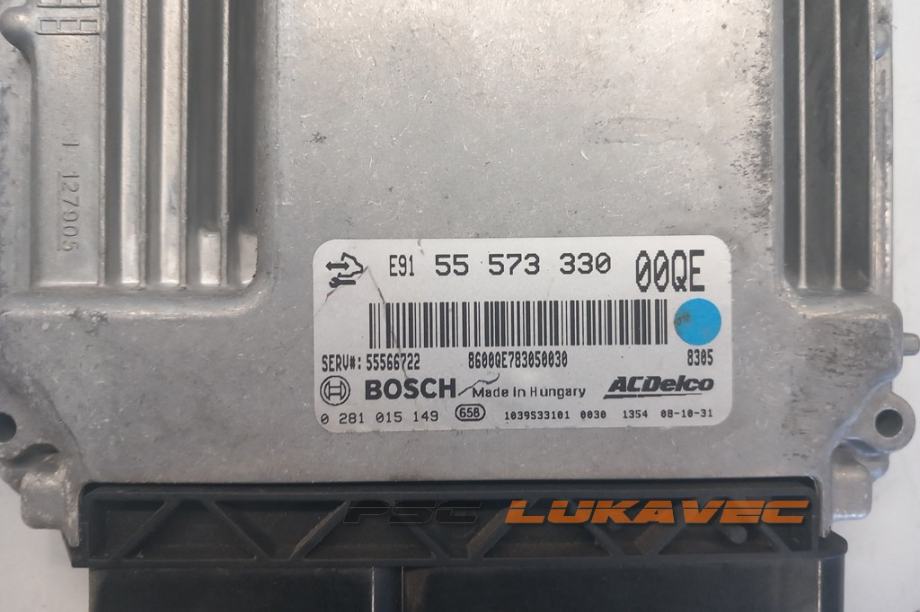 127905
E91 55 573 330 00QE
SERV#: 55566722 8600QE783050030 8305
BOSCH Made in Hungary ACDelco
0 281 015 149 658 1039S33101 0030 1354 08-10-31
PSC LUKAVEC